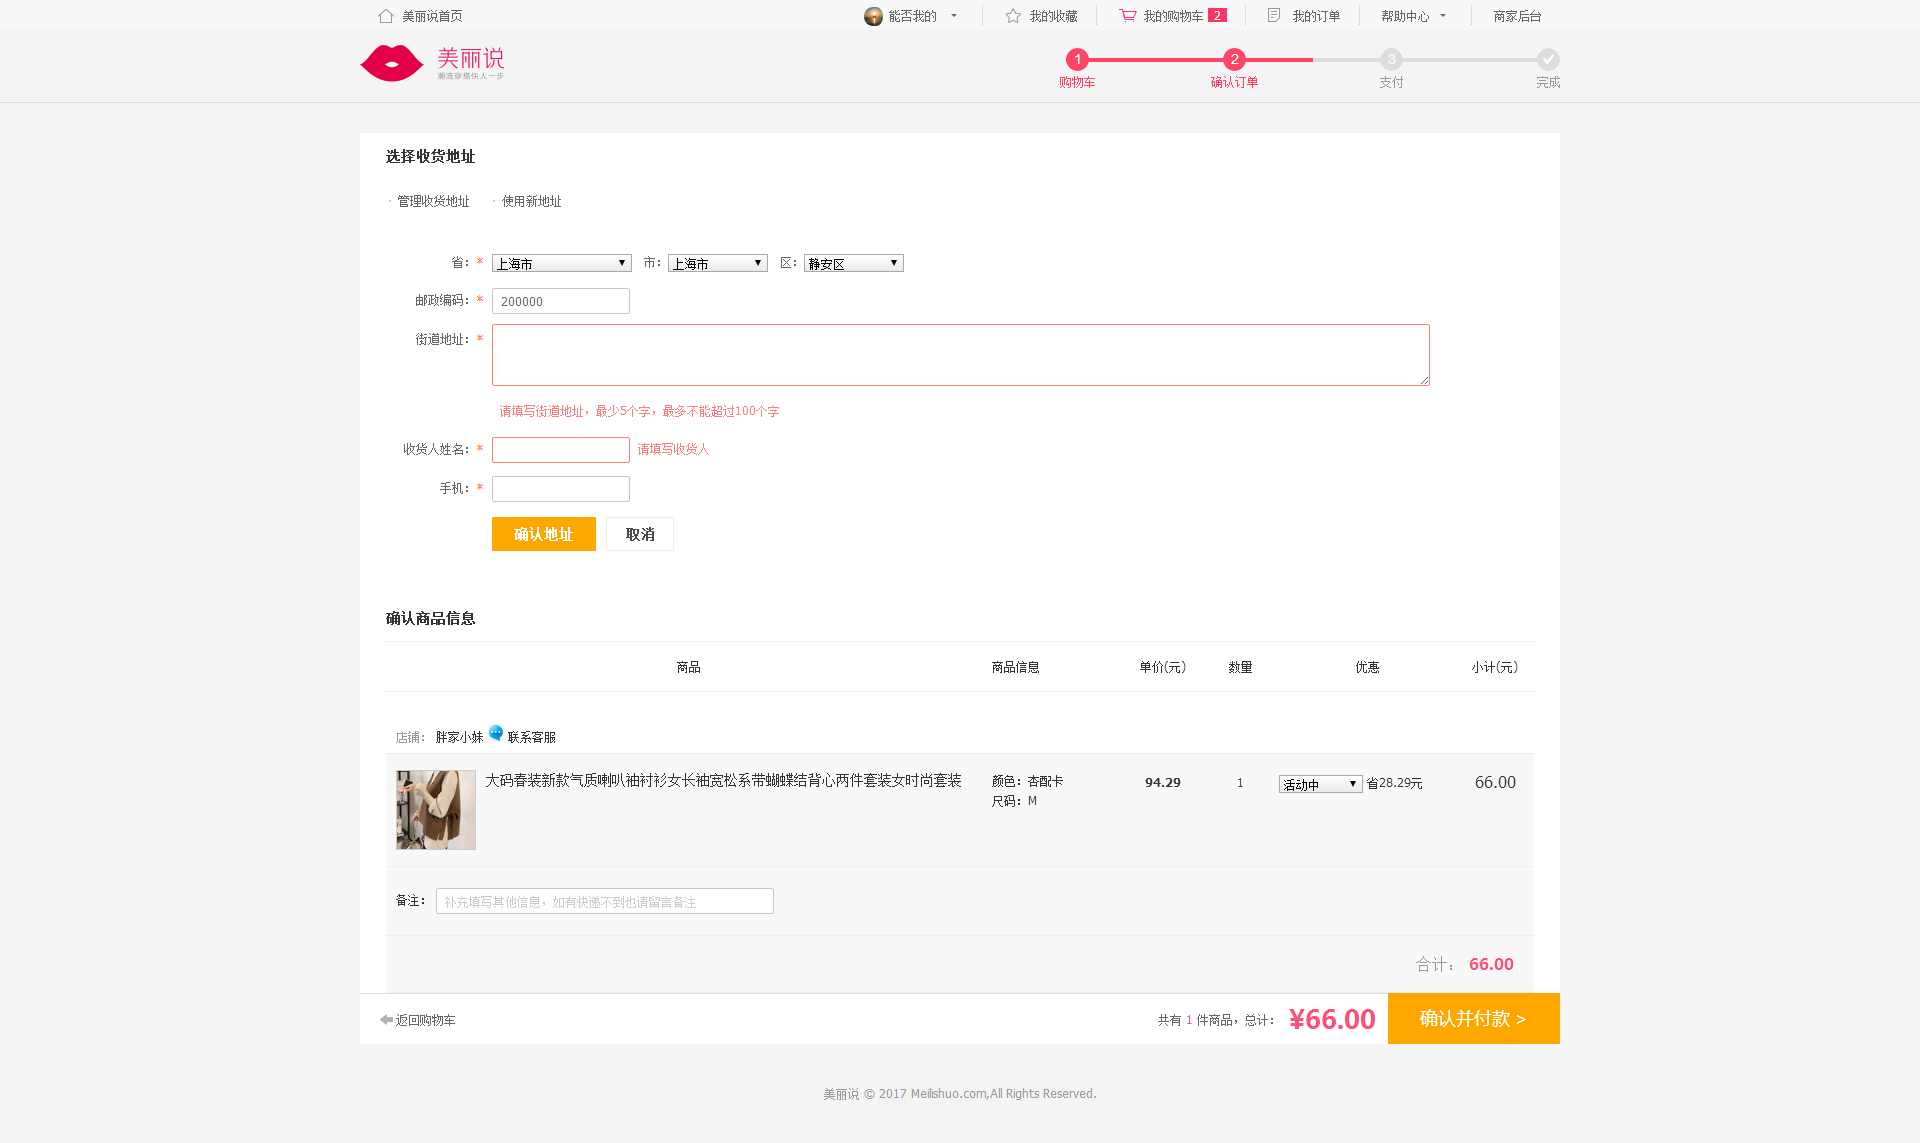 美丽说首页
能否我的
我的收藏
我的购物车 2
我的订单
帮助中心
商家后台
美丽说
潮流穿搭快人一步
1 2 3
购物车 确认订单 支付 完成
选择收货地址
· 管理收货地址 · 使用新地址
省：* 上海市 市： 上海市 区： 静安区
邮政编码：* 200000
街道地址：*
请填写街道地址，最少5个字，最多不能超过100个字
收货人姓名：* 请填写收货人
手机：*
确认地址 取消
确认商品信息
商品 商品信息 单价(元) 数量 优惠 小计(元)
店铺： 胖家小妹 联系客服
大码春装新款气质喇叭袖衬衫女长袖宽松系带蝴蝶结背心两件套装女时尚套装 颜色：杏配卡 94.29 1 活动中 省28.29元 66.00
尺码：M
备注： 补充填写其他信息，如有快递不到也请留言备注
合计： 66.00
返回购物车 共有 1 件商品，总计： ¥66.00 确认并付款 >
美丽说 © 2017 Meilishuo.com,All Rights Reserved.